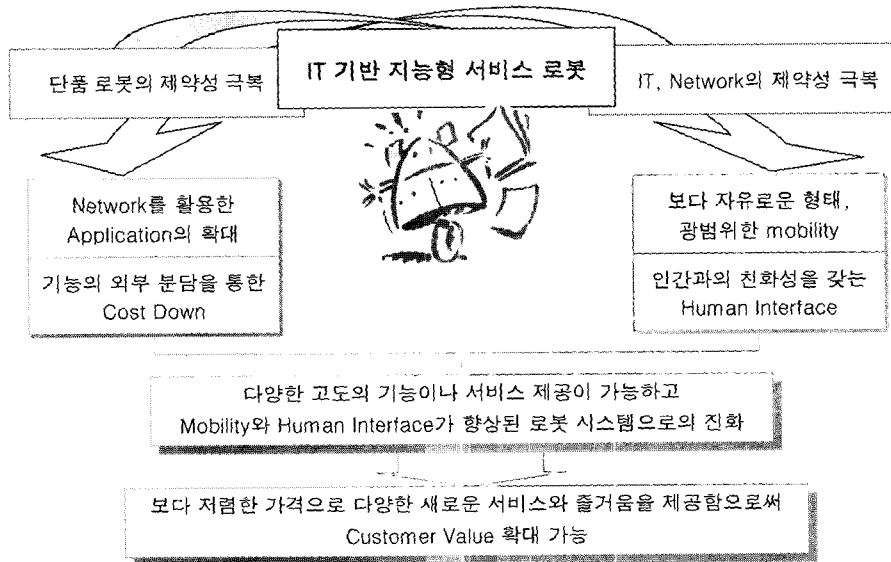 단품 로봇의 제약성 극복
IT 기반 지능형 서비스 로봇
IT, Network의 제약성 극복
Network를 활용한
Application의 확대
기능의 외부 분담을 통한
Cost Down
보다 자유로운 형태,
광범위한 mobility
인간과의 친화성을 갖는
Human Interface
다양한 고도의 기능이나 서비스 제공이 가능하고
Mobility와 Human Interface가 향상된 로봇 시스템으로의 진화
보다 저렴한 가격으로 다양한 새로운 서비스와 즐거움을 제공함으로써
Customer Value 확대 가능